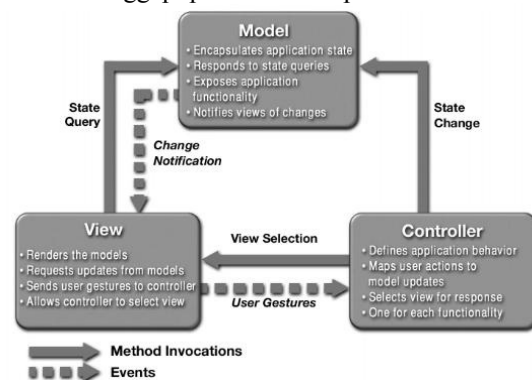 Model
• Encapsulates application state
• Responds to state queries
• Exposes application
functionality
• Notifies views of changes
State
Query
State
Change
Change
Notification
View
• Renders the models
• Requests updates from models
• Sends user gestures to controller
• Allows controller to select view
View Selection
User Gestures
Controller
• Defines application behavior
• Maps user actions to
model updates
• Selects view for response
• One for each functionality
Method Invocations
Events